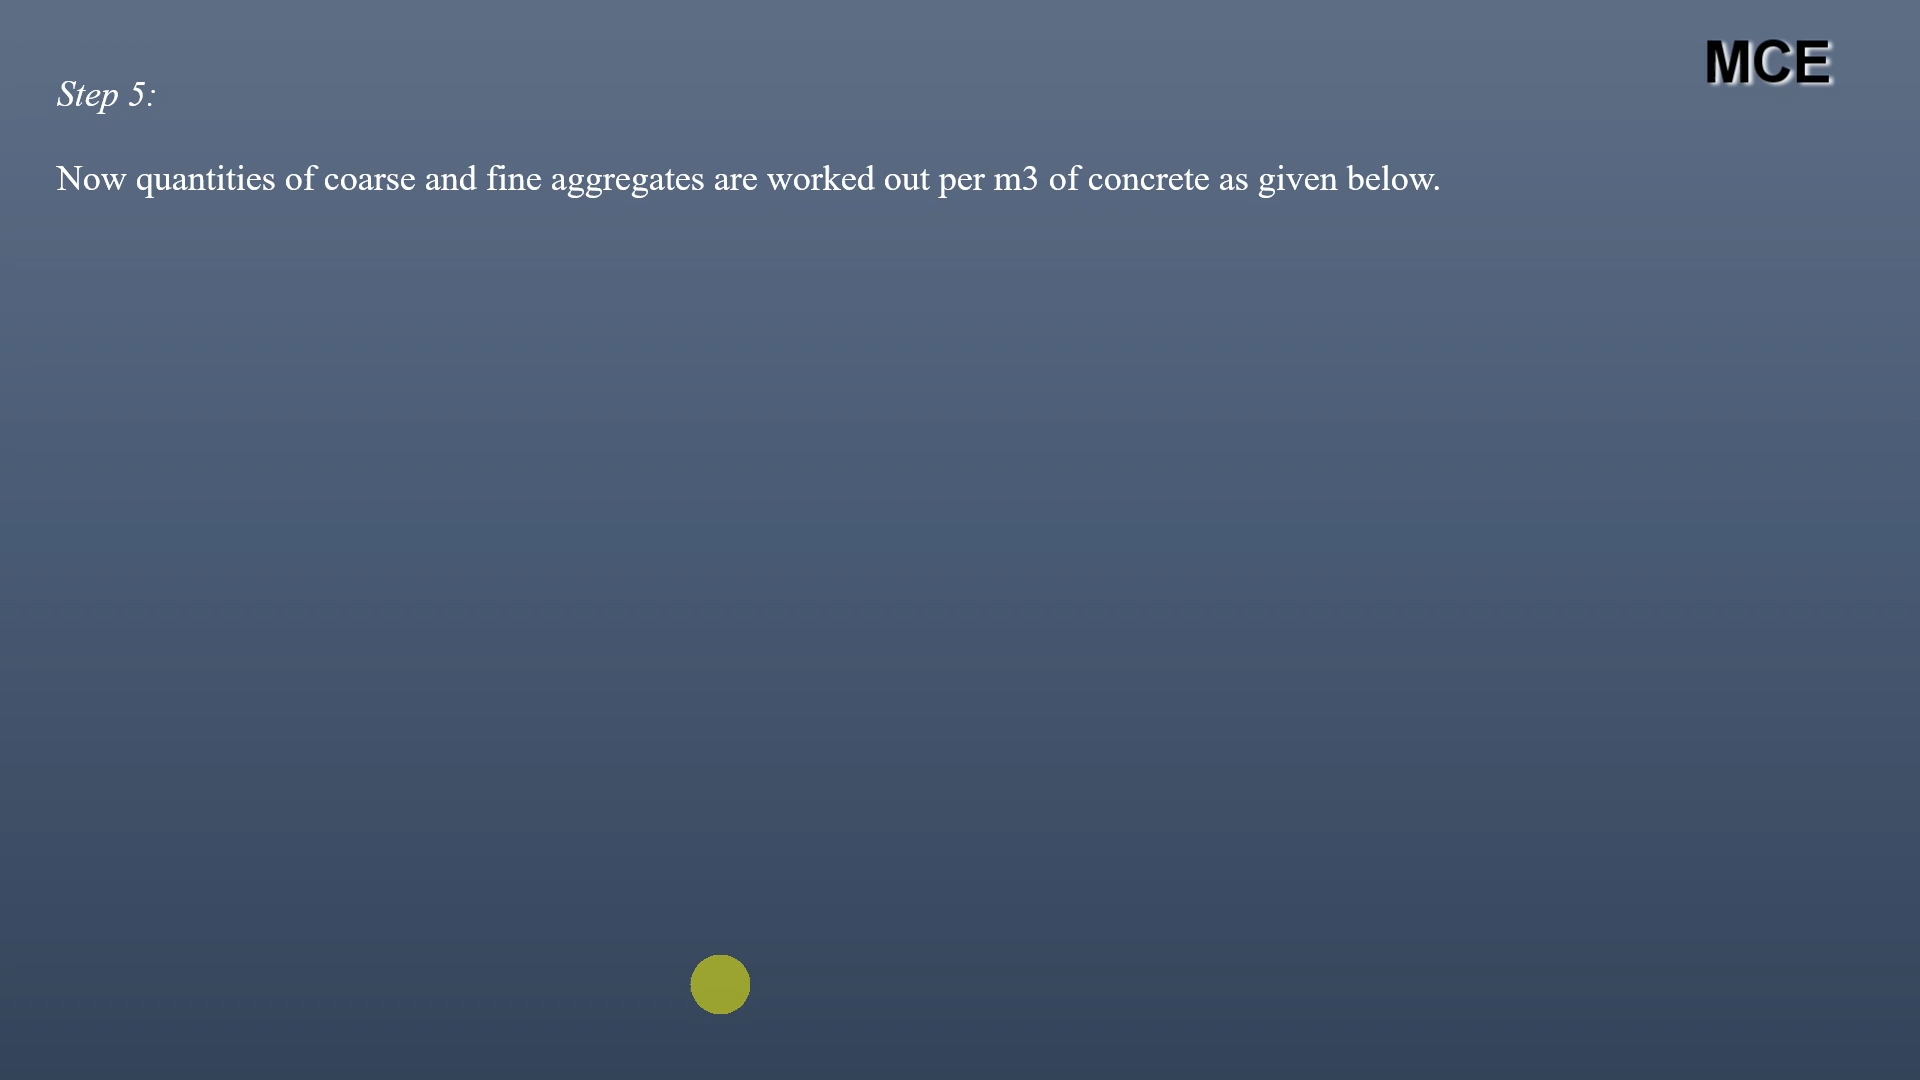 MCE
Step 5:
Now quantities of coarse and fine aggregates are worked out per m3 of concrete as given below.